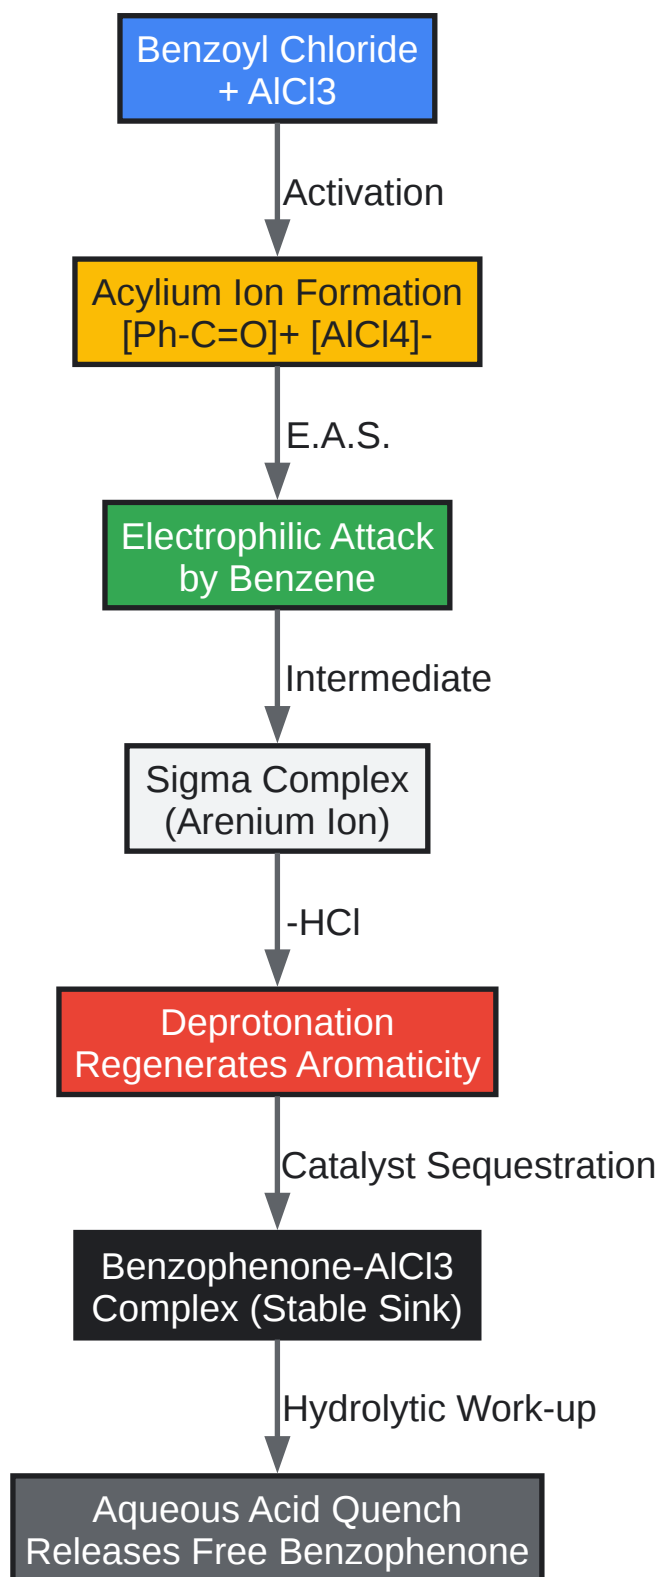 Benzoyl Chloride
+ AlCl3
Activation
Acylium Ion Formation
[Ph-C=O]+ [AlCl4]-
E.A.S.
Electrophilic Attack
by Benzene
Intermediate
Sigma Complex
(Arenium Ion)
-HCl
Deprotonation
Regenerates Aromaticity
Catalyst Sequestration
Benzophenone-AlCl3
Complex (Stable Sink)
Hydrolytic Work-up
Aqueous Acid Quench
Releases Free Benzophenone